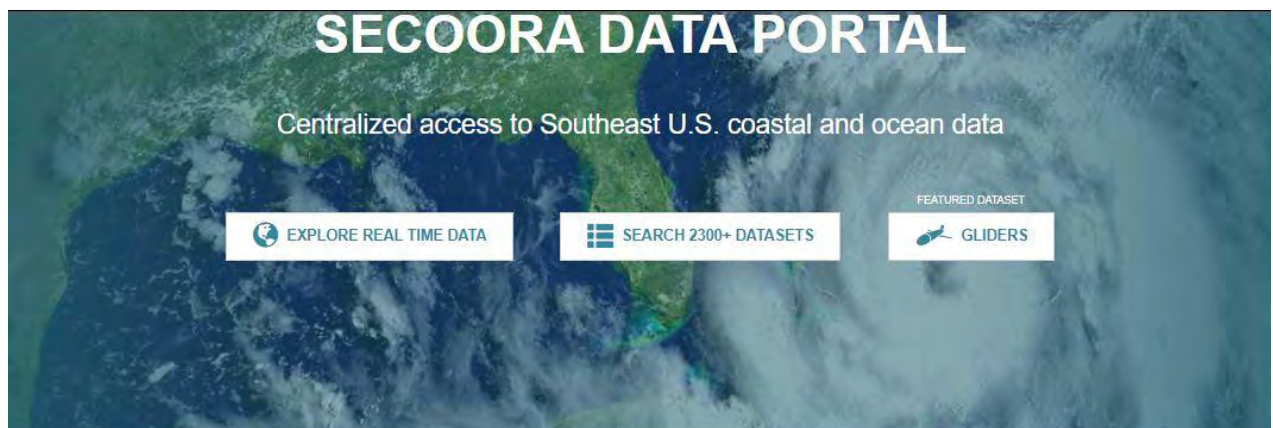 SECOORA DATA PORTAL
Centralized access to Southeast U.S. coastal and ocean data
FEATURED DATASET
EXPLORE REAL TIME DATA
SEARCH 2300+ DATASETS
GLIDERS